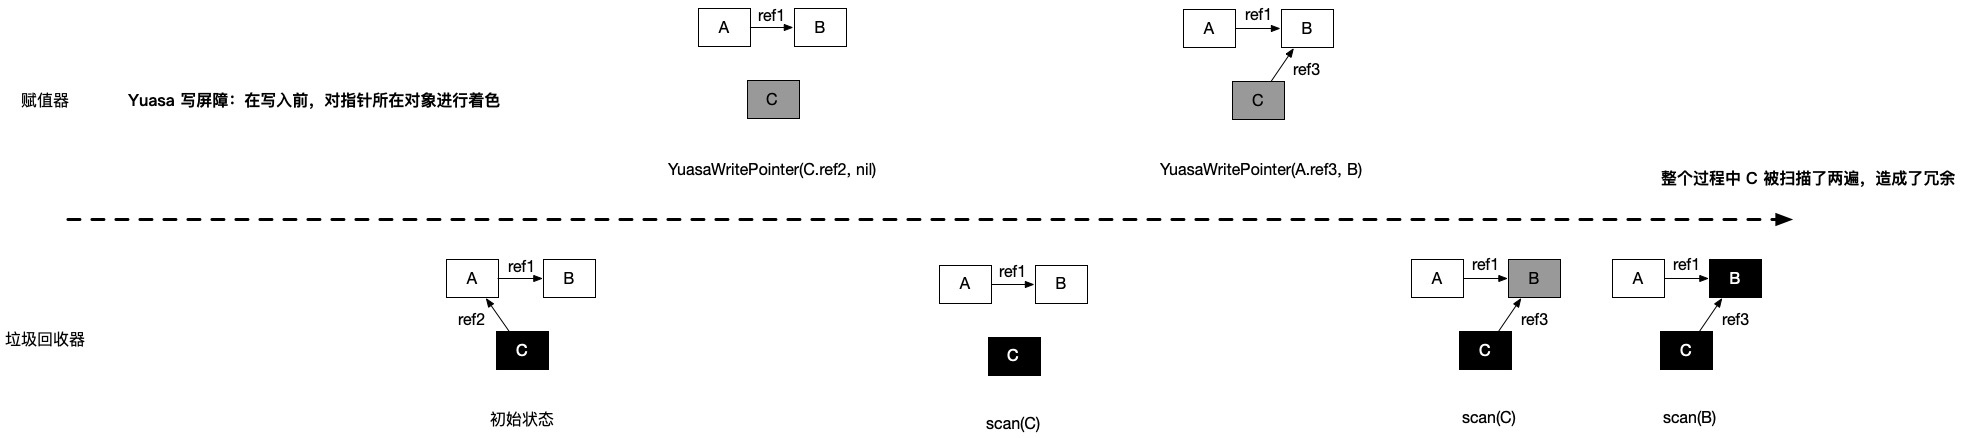 A ref1 B
C
YuasaWritePointer(C.ref2, nil)
A ref1 B
ref3
C
YuasaWritePointer(A.ref3, B)
赋值器
Yuasa 写屏障：在写入前，对指针所在对象进行着色
整个过程中 C 被扫描了两遍，造成了冗余
垃圾回收器
A ref1 B
ref2
C
初始状态
A ref1 B
C
scan(C)
A ref1 B
ref3
C
scan(C)
A ref1 B
ref3
C
scan(B)